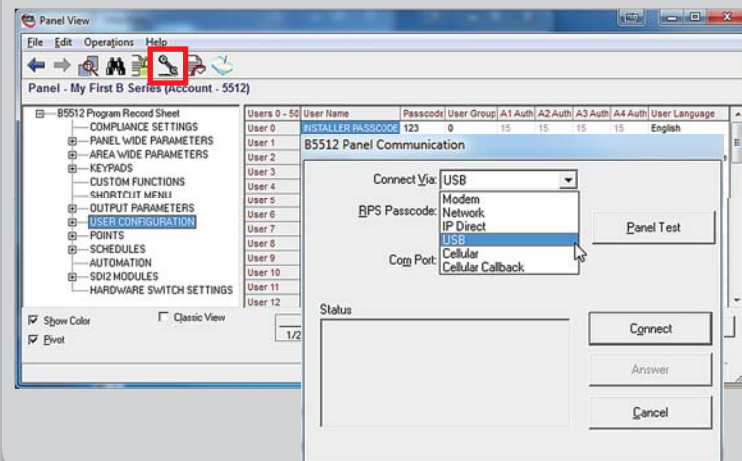 Panel View
File Edit Operations Help
Panel - My First B Series (Account - 5512)
B5512 Program Record Sheet
COMPLIANCE SETTINGS
PANEL WIDE PARAMETERS
AREA WIDE PARAMETERS
KEYPADS
CUSTOM FUNCTIONS
SHORTCUT MENU
OUTPUT PARAMETERS
USER CONFIGURATION
POINTS
SCHEDULES
AUTOMATION
SDI2 MODULES
HARDWARE SWITCH SETTINGS
Users 0 - 50 User Name Passcode User Group A1 Auth A2 Auth A3 Auth A4 Auth User Language
User 0 INSTALLER PASSCODE 123 0 15 15 15 15 English
User 1
User 2
User 3
User 4
User 5
User 6
User 7
User 8
User 9
User 10
User 11
User 12
Show Color Classic View
Pivot
1/2
B5512 Panel Communication
Connect Via: USB
Modem
Network
IP Direct
USB
Cellular
Cellular Callback
RPS Passcode:
Com Port:
Panel Test
Status
Connect
Answer
Cancel